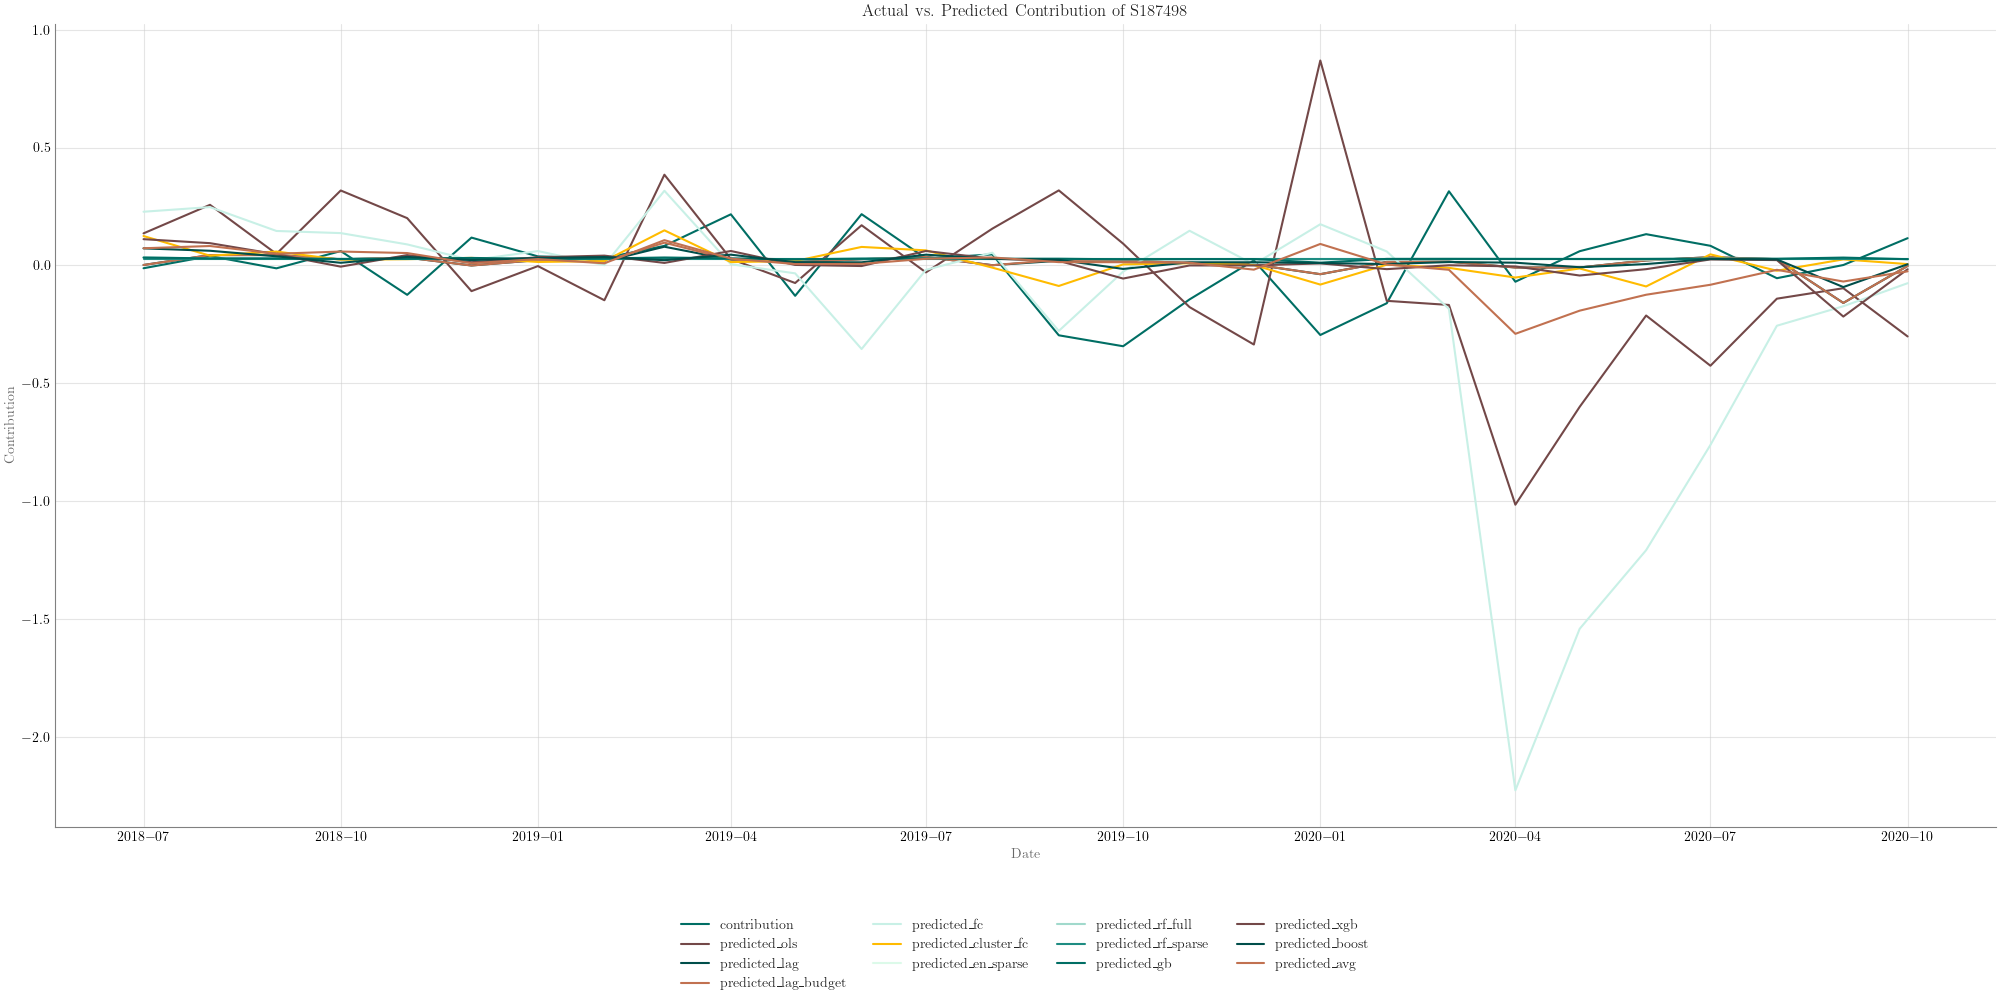 Actual vs. Predicted Contribution of S187498
1.0
0.5
0.0
−0.5
−1.0
−1.5
−2.0
Contribution
2018−07 2018−10 2019−01 2019−04 2019−07 2019−10 2020−01 2020−04 2020−07 2020−10
Date
contribution predicted_fc predicted_rf_full predicted_xgb
predicted_ols predicted_cluster_fc predicted_rf_sparse predicted_boost
predicted_lag predicted_en_sparse predicted_gb predicted_avg
predicted_lag_budget